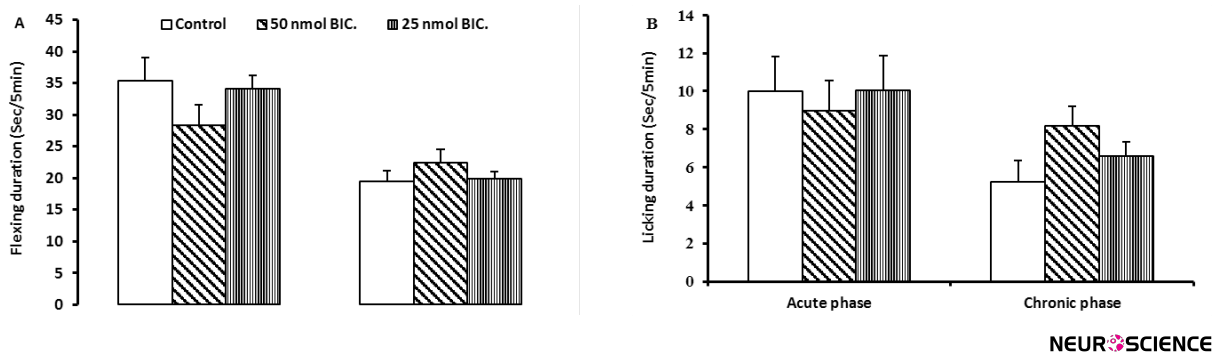 A
Control 50 nmol BIC. 25 nmol BIC.
Flexing duration (Sec/5min)
45
40
35
30
25
20
15
10
5
0
B
Licking duration (Sec/5min)
14
12
10
8
6
4
2
0
Acute phase Chronic phase
NEUROSCIENCE